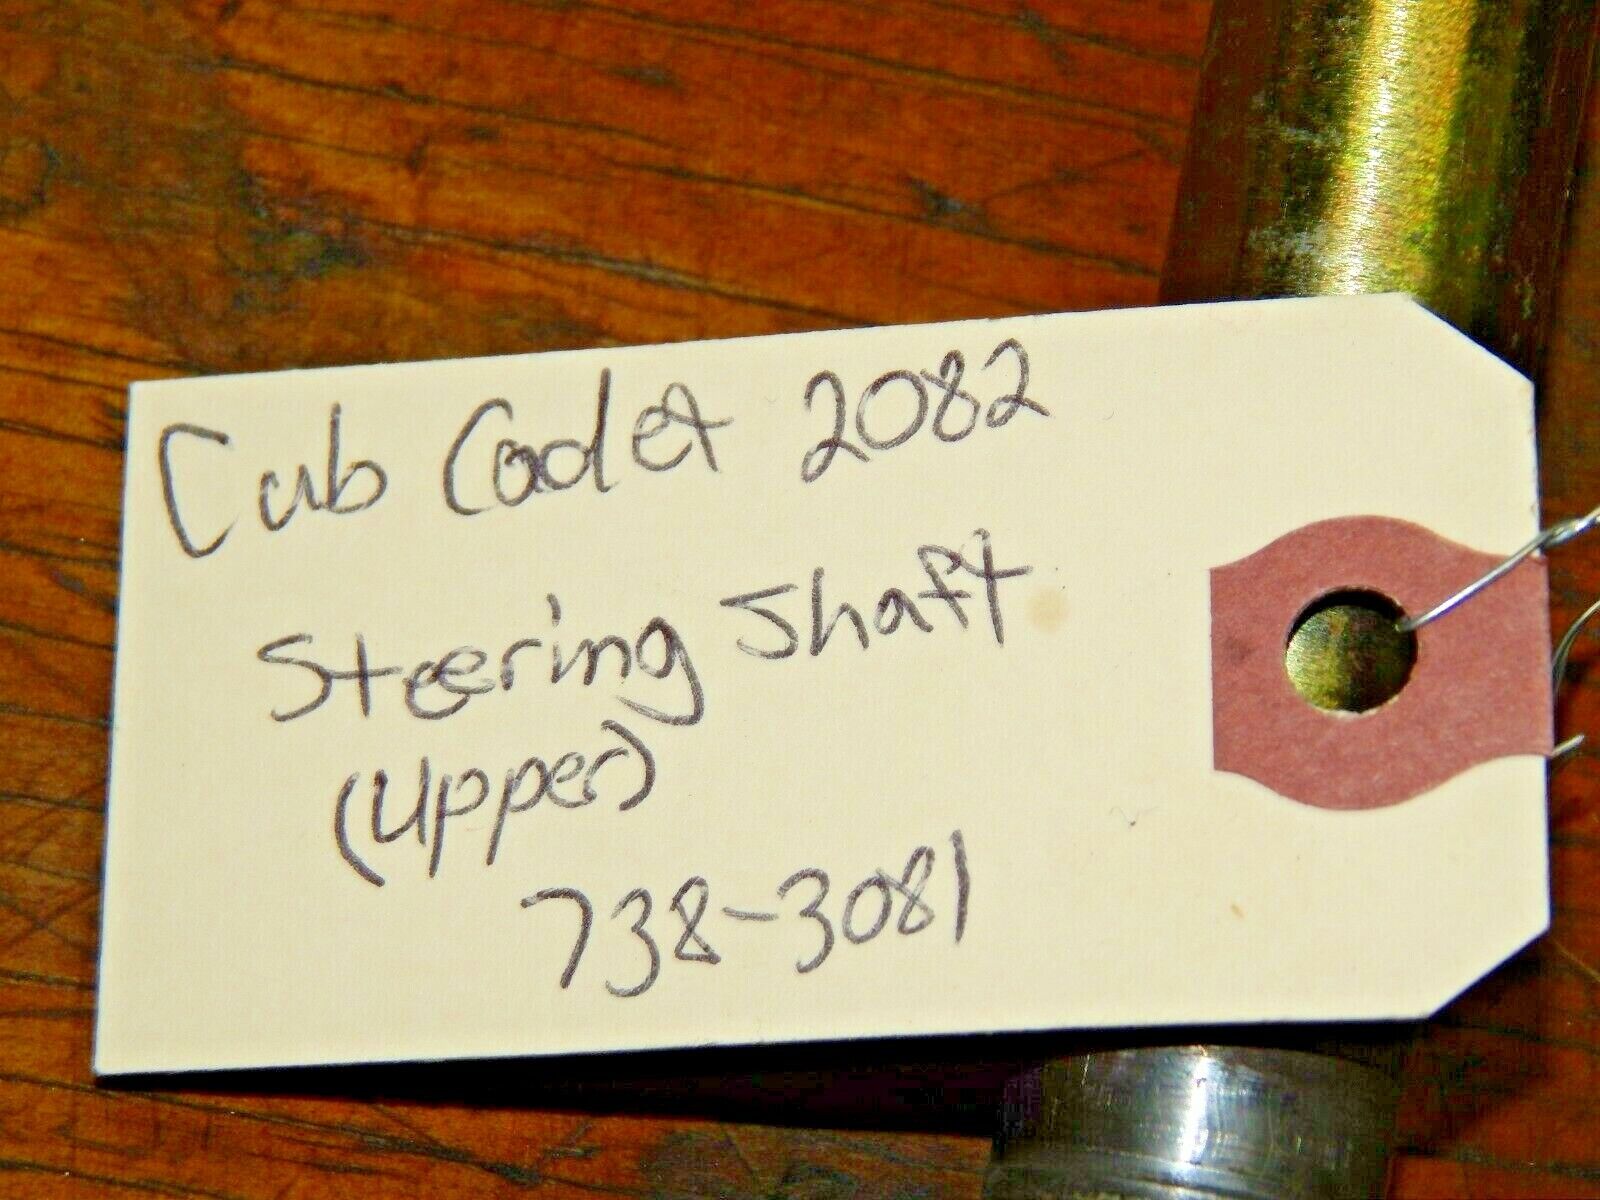 Cub Cadet 2082
Steering Shaft
(Upper)
738-3081